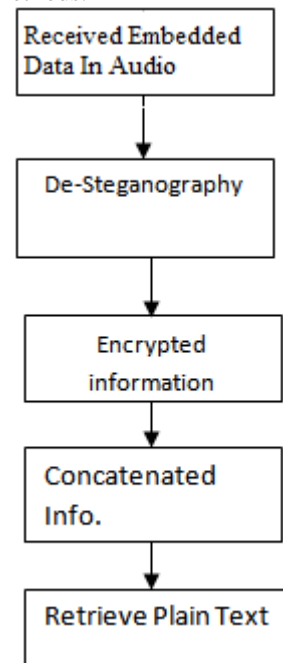 Received Embedded
Data In Audio
De-Steganography
Encrypted
information
Concatenated
Info.
Retrieve Plain Text